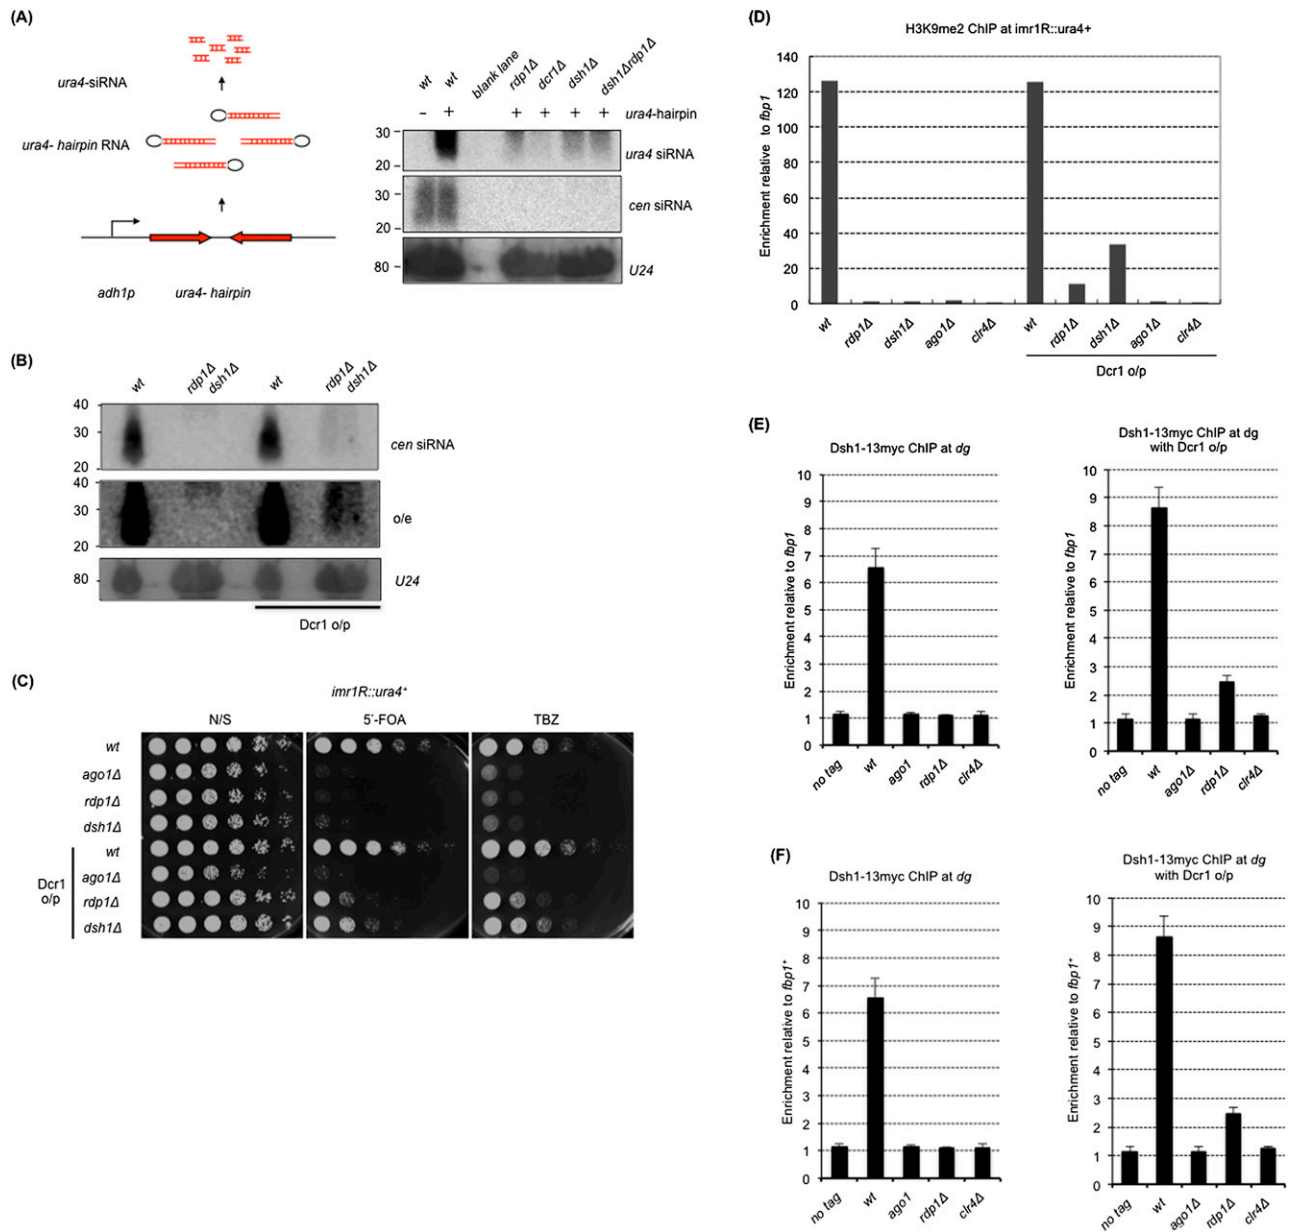 (A)
ura4-siRNA
ura4- hairpin RNA
adh1p ura4- hairpin
wt wt blank lane rdp1Δ dcr1Δ dsh1Δ dsh1Δrdp1Δ
– + + + + + ura4-hairpin
30
20
ura4 siRNA
30
20
cen siRNA
80
U24
(B)
wt rdp1Δ dsh1Δ wt rdp1Δ dsh1Δ
40
30
20
cen siRNA
40
30
20
o/e
80
U24
Dcr1 o/p
(C)
imr1R::ura4+
N/S 5'-FOA TBZ
wt
ago1Δ
rdp1Δ
dsh1Δ
wt
ago1Δ
rdp1Δ
dsh1Δ
Dcr1
o/p
(D)
H3K9me2 ChIP at imr1R::ura4+
Enrichment relative to fbp1
140
120
100
80
60
40
20
0
wt rdp1Δ dsh1Δ ago1Δ clr4Δ wt rdp1Δ dsh1Δ ago1Δ clr4Δ
Dcr1 o/p
(E)
Dsh1-13myc ChIP at dg
Enrichment relative to fbp1
10
9
8
7
6
5
4
3
2
1
0
no tag wt ago1 rdp1Δ clr4Δ
Dsh1-13myc ChIP at dg
with Dcr1 o/p
Enrichment relative to fbp1
10
9
8
7
6
5
4
3
2
1
0
no tag wt ago1Δ rdp1Δ clr4Δ
(F)
Dsh1-13myc ChIP at dg
Enrichment relative to fbp1+
10
9
8
7
6
5
4
3
2
1
0
no tag wt ago1 rdp1Δ clr4Δ
Dsh1-13myc ChIP at dg
with Dcr1 o/p
Enrichment relative to fbp1+
10
9
8
7
6
5
4
3
2
1
0
no tag wt ago1Δ rdp1Δ clr4Δ